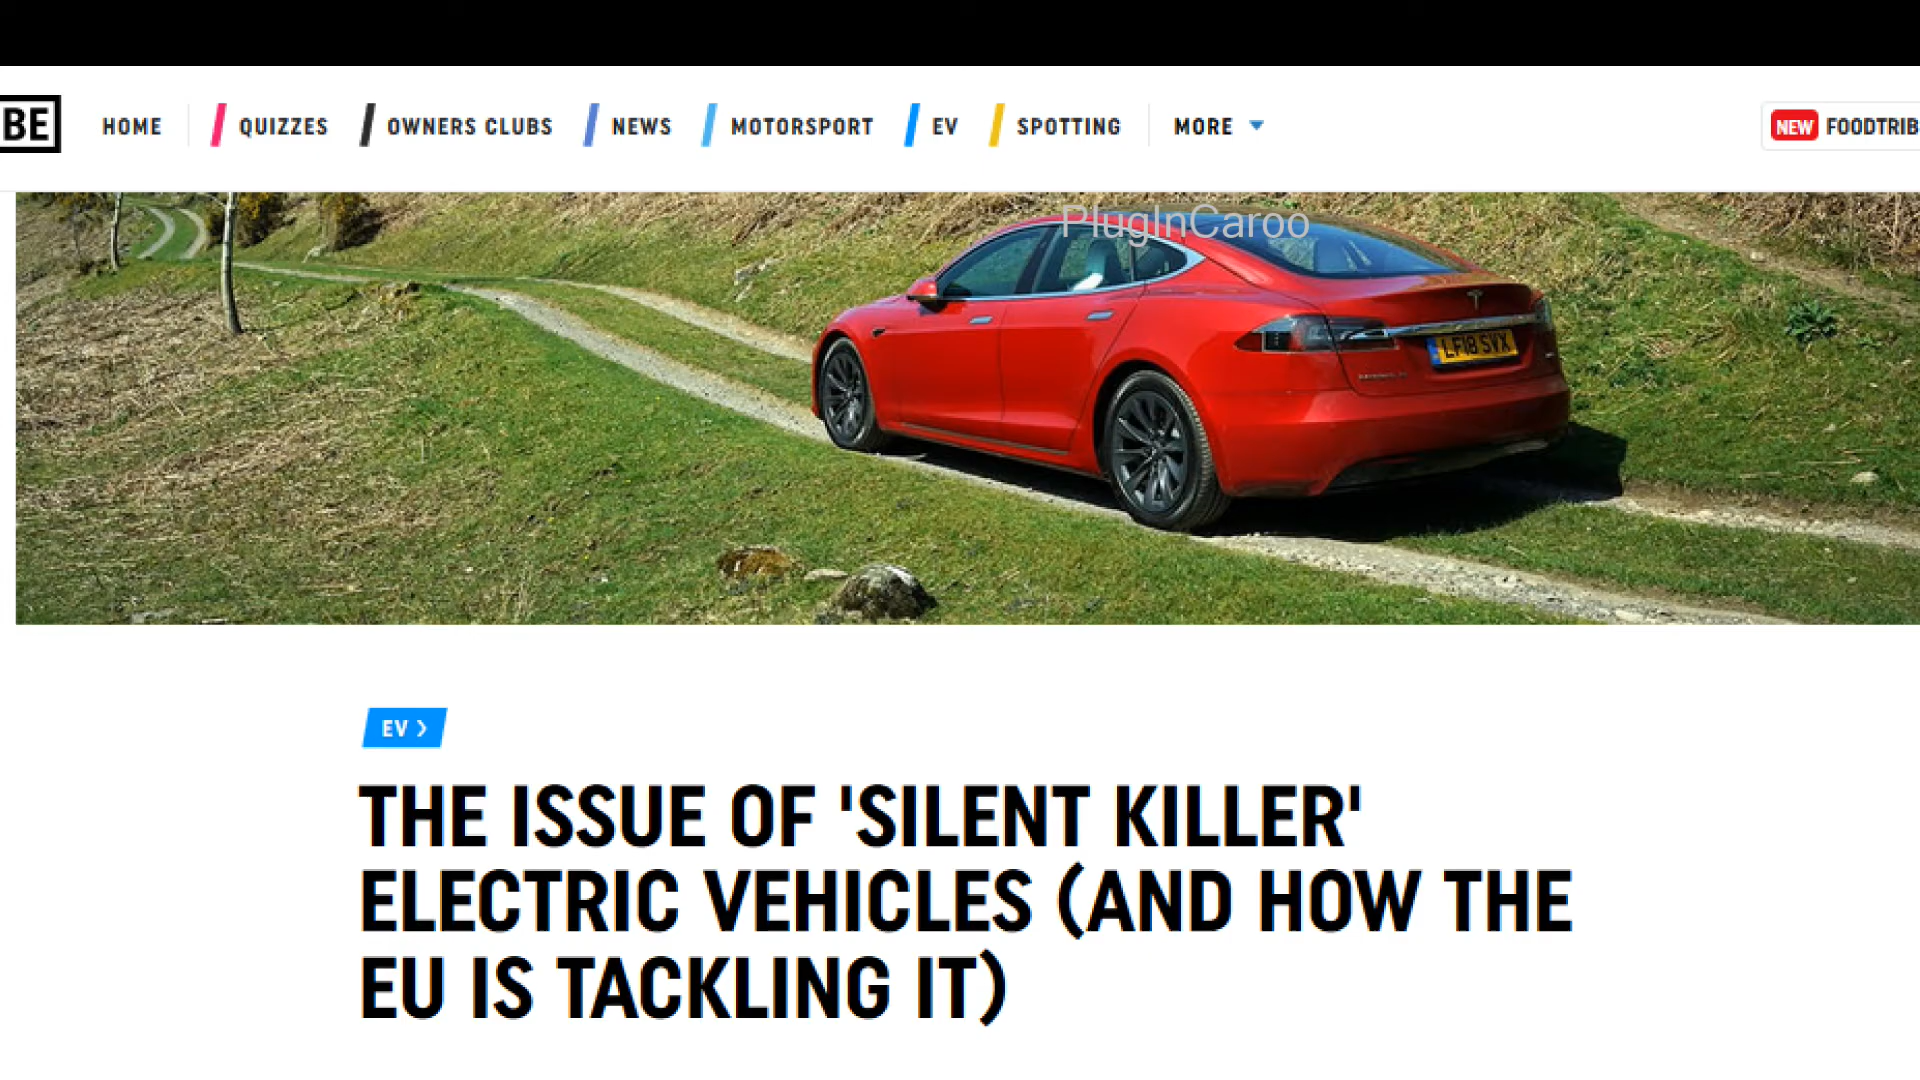 BE
HOME
QUIZZES
OWNERS CLUBS
NEWS
MOTORSPORT
EV
SPOTTING
MORE
NEW FOODTRIB
PlugInCaroo
LF18 SVX
EV >
THE ISSUE OF 'SILENT KILLER'
ELECTRIC VEHICLES (AND HOW THE
EU IS TACKLING IT)